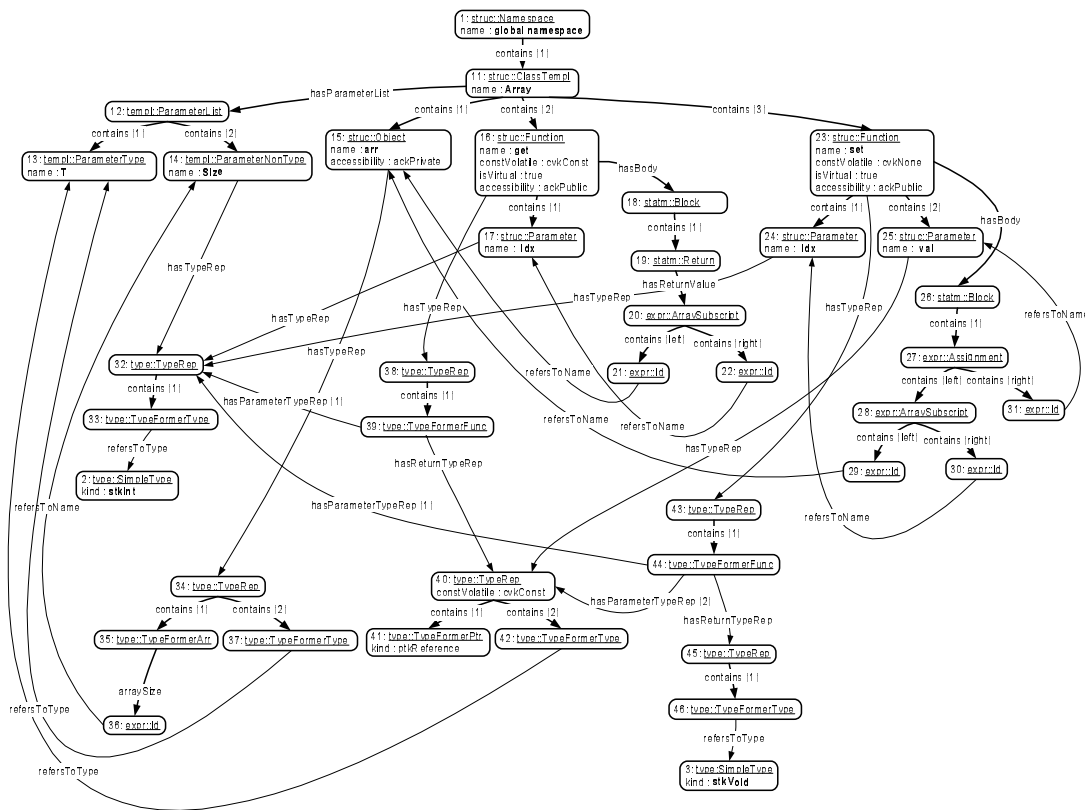 1: struc::Namespace
name : global namespace
contains {1}
11: struc::ClassTempl
name : Array
hasParameterList
contains {1}
contains {2}
contains {3}
12: templ::ParameterList
contains {1}
contains {2}
13: templ::ParameterType
name : T
14: templ::ParameterNonType
name : Size
15: struc::Object
name : arr
accessibility : ackPrivate
16: struc::Function
name : get
constVolatile : cvkConst
isVirtual : true
accessibility : ackPublic
23: struc::Function
name : set
constVolatile : cvkNone
isVirtual : true
accessibility : ackPublic
hasBody
18: statm::Block
contains {1}
17: struc::Parameter
name : Idx
contains {1}
19: statm::Return
hasReturnValue
20: expr::ArraySubscript
contains {left}
contains {right}
21: expr::Id
22: expr::Id
contains {1}
contains {2}
hasBody
24: struc::Parameter
name : Idx
25: struc::Parameter
name : val
26: statm::Block
contains {1}
27: expr::Assignment
contains {left}
contains {right}
28: expr::ArraySubscript
31: expr::Id
contains {left}
contains {right}
29: expr::Id
30: expr::Id
refersToName
hasTypeRep
hasTypeRep
hasTypeRep
hasTypeRep
hasTypeRep
hasTypeRep
32: type::TypeRep
contains {1}
33: type::TypeFormerType
refersToType
2: type::SimpleType
kind : stkInt
38: type::TypeRep
contains {1}
39: type::TypeFormerFunc
hasParameterTypeRep {1}
hasReturnTypeRep
refersToName
refersToName
refersToName
refersToName
refersToName
hasTypeRep
hasParameterTypeRep {1}
43: type::TypeRep
contains {1}
44: type::TypeFormerFunc
34: type::TypeRep
contains {1}
contains {2}
35: type::TypeFormerArr
37: type::TypeFormerType
40: type::TypeRep
constVolatile : cvkConst
contains {1}
contains {2}
41: type::TypeFormerPtr
kind : ptkReference
42: type::TypeFormerType
hasParameterTypeRep {2}
hasReturnTypeRep
45: type::TypeRep
contains {1}
46: type::TypeFormerType
refersToType
3: type::SimpleType
kind : stkVoid
arraySize
36: expr::Id
refersToType
refersToType